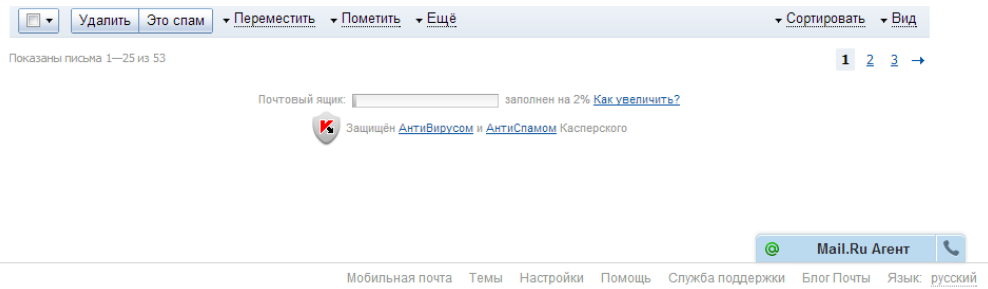 Удалить Это спам Переместить Пометить Ещё Сортировать Вид
Показаны письма 1—25 из 53 1 2 3 →
Почтовый ящик: заполнен на 2% Как увеличить?
Защищён АнтиВирусом и АнтиСпамом Касперского
@ Mail.Ru Агент
Мобильная почта Темы Настройки Помощь Служба поддержки Блог Почты Язык: русский